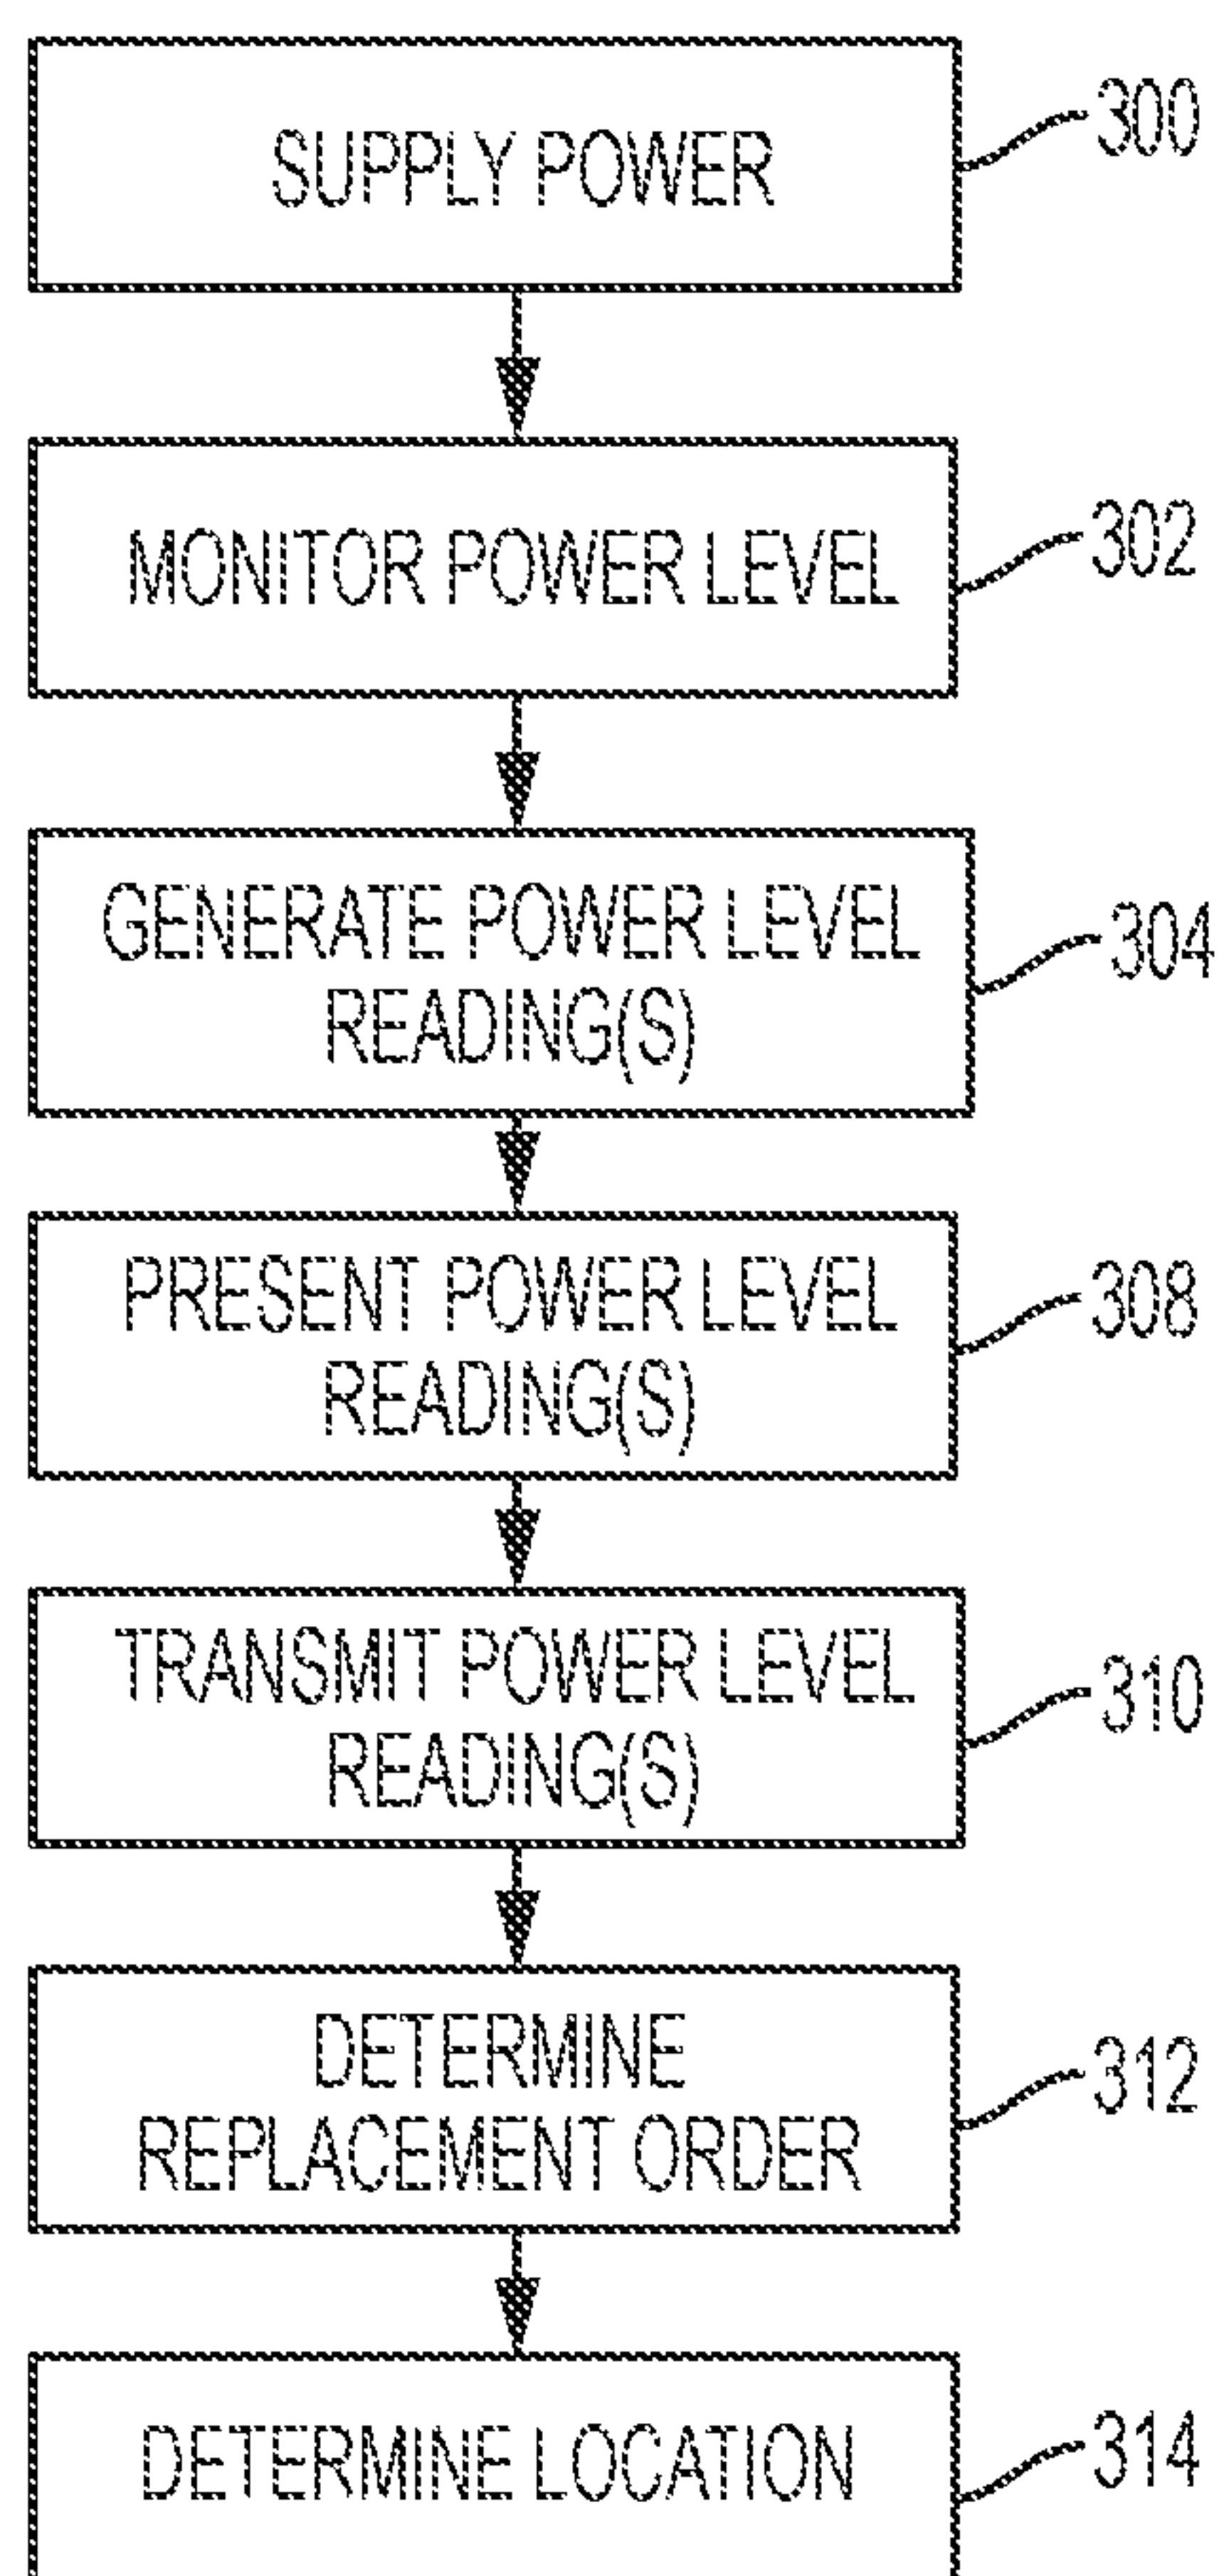 SUPPLY POWER
300
MONITOR POWER LEVEL
302
GENERATE POWER LEVEL
READING(S)
304
PRESENT POWER LEVEL
READING(S)
308
TRANSMIT POWER LEVEL
READING(S)
310
DETERMINE
REPLACEMENT ORDER
312
DETERMINE LOCATION
314